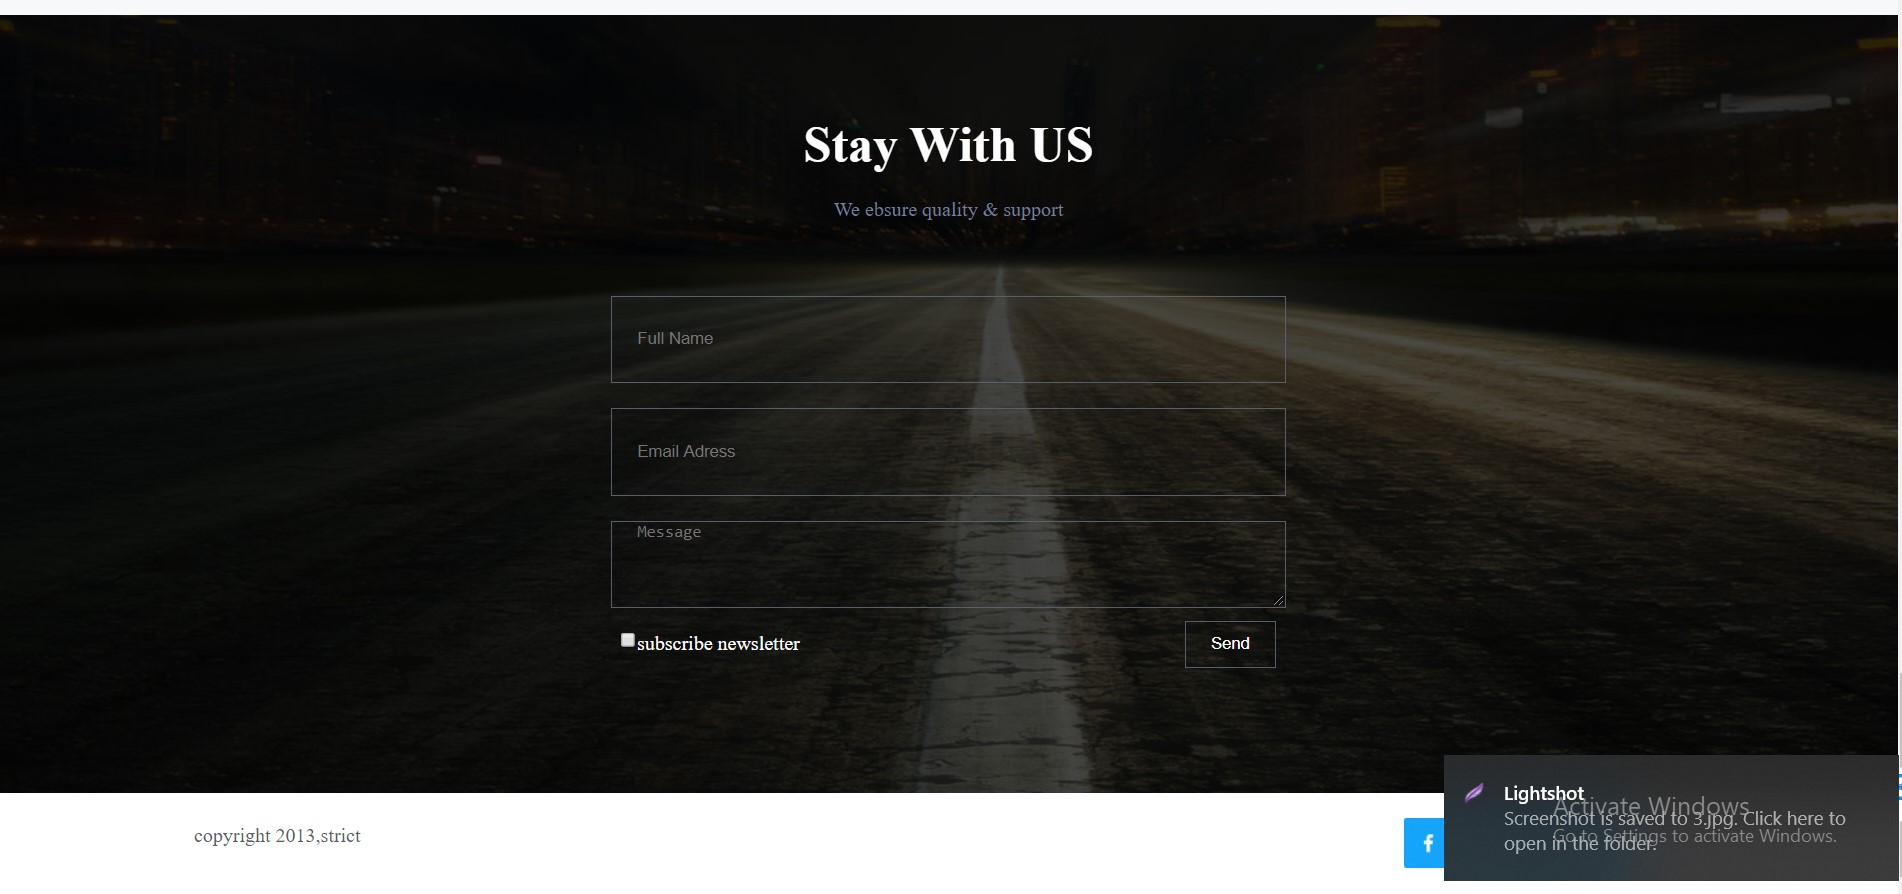 Stay With US
We ebsure quality & support
Full Name
Email Adress
Message
subscribe newsletter
Send
copyright 2013,strict
Lightshot
Screenshot is saved to 3.jpg. Click here to
open in the folder.
Activate Windows
Go to Settings to activate Windows.